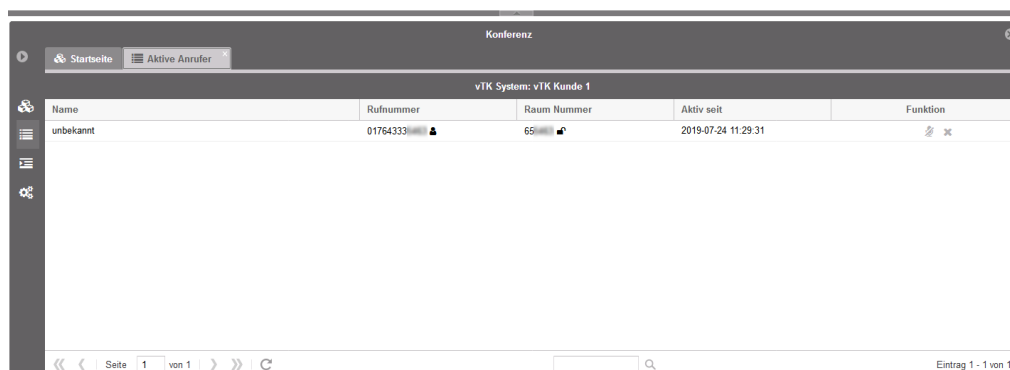 Konferenz
Startseite Aktive Anrufer
vTK System: vTK Kunde 1
Name Rufnummer Raum Nummer Aktiv seit Funktion
unbekannt 01764333 65 2019-07-24 11:29:31
Seite 1 von 1 Eintrag 1 - 1 von 1